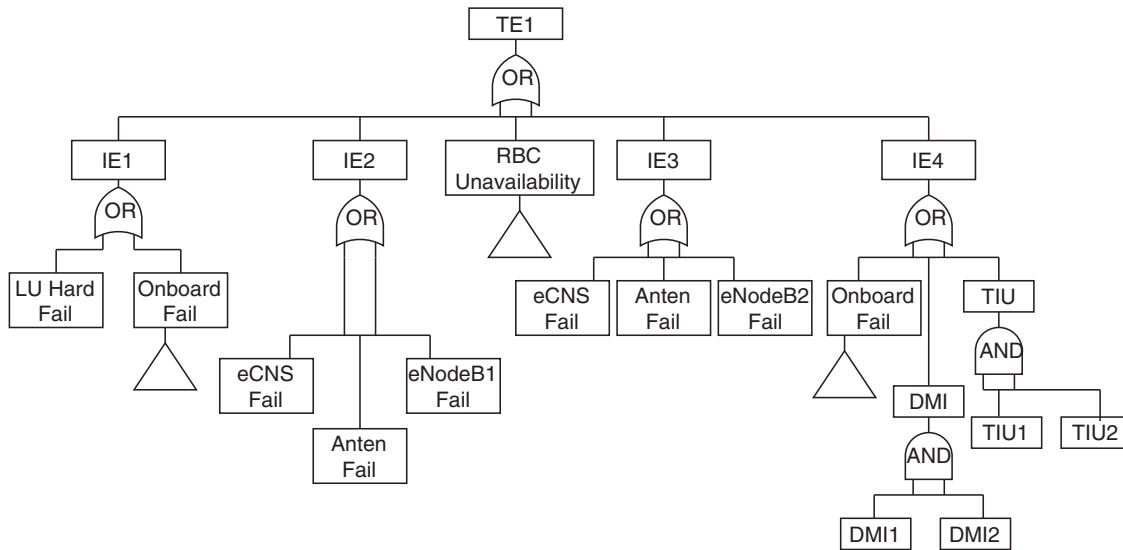 TE1
OR
IE1
IE2
RBC
Unavailability
IE3
IE4
OR
OR
OR
OR
LU Hard
Fail
Onboard
Fail
eCNS
Fail
Anten
Fail
eNodeB2
Fail
Onboard
Fail
TIU
AND
eCNS
Fail
eNodeB1
Fail
DMI
Anten
Fail
TIU1
TIU2
AND
DMI1
DMI2